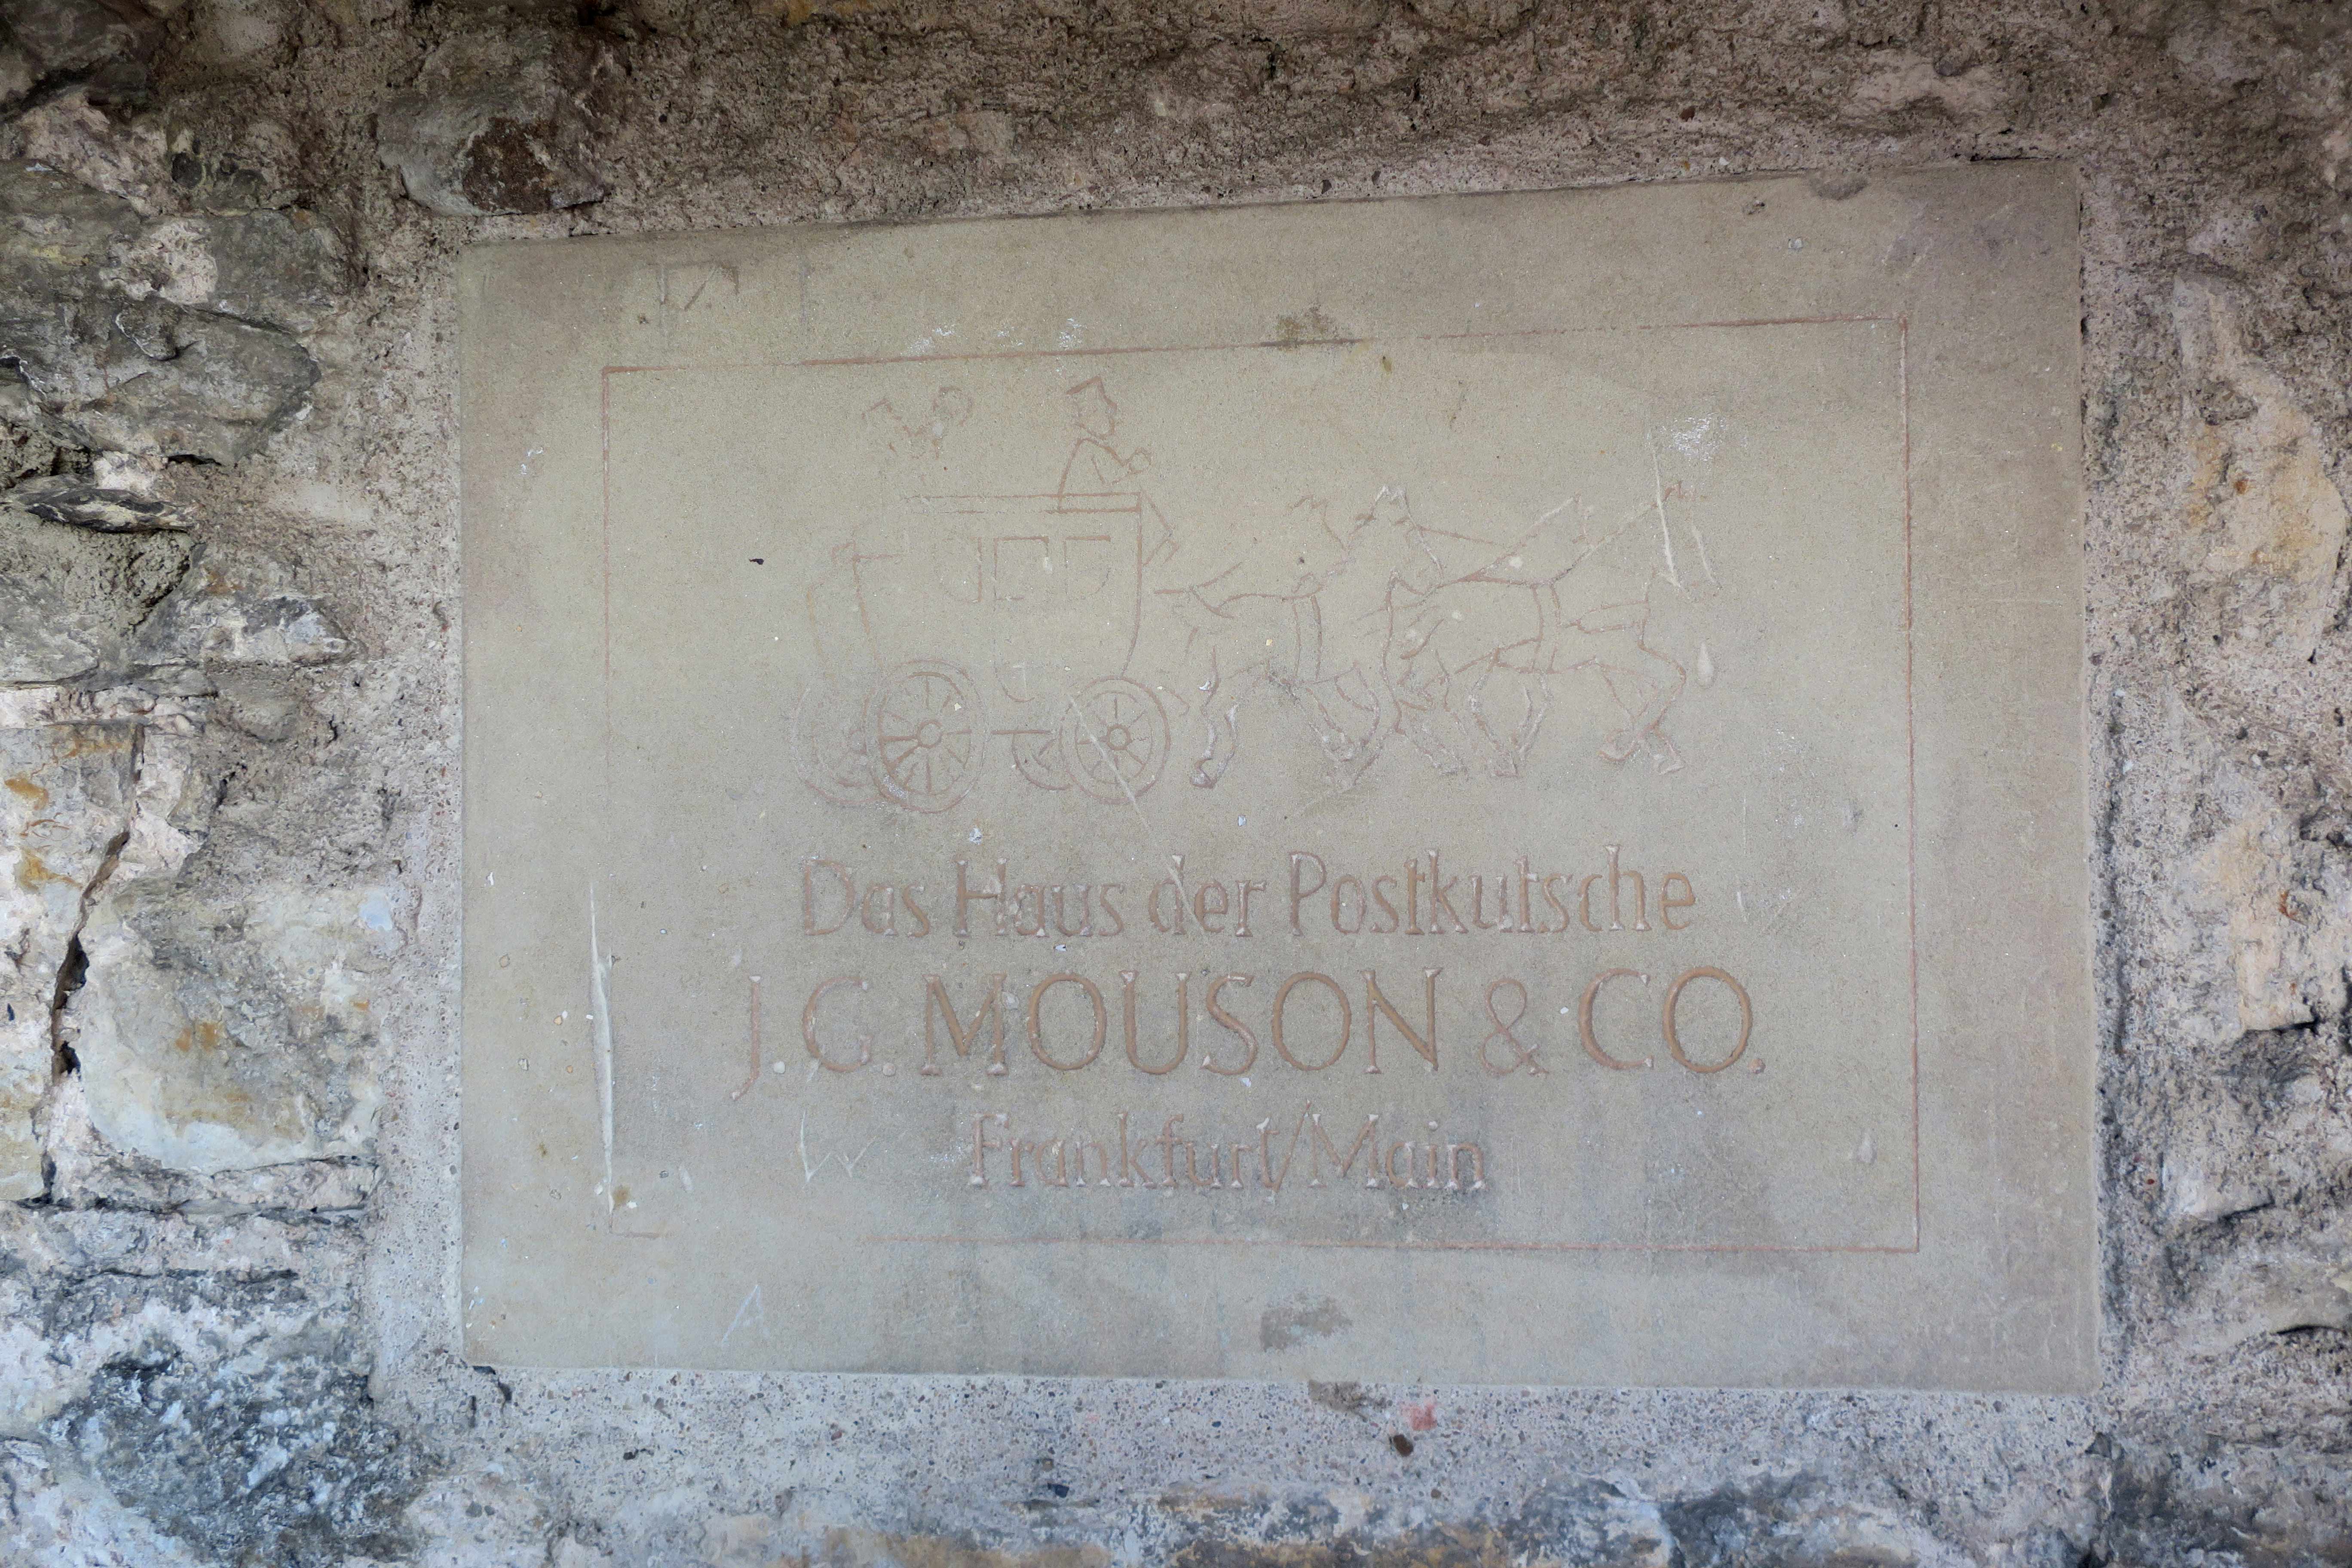 Das Haus der Postkutsche
J.G. MOUSON & CO.
Frankfurt/Main
W
A